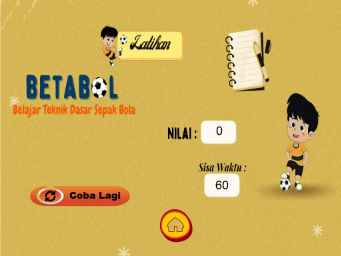 Latihan
BETABOL
Belajar Teknik Dasar Sepak Bola
NILAI : 0
Sisa Waktu :
60
Coba Lagi